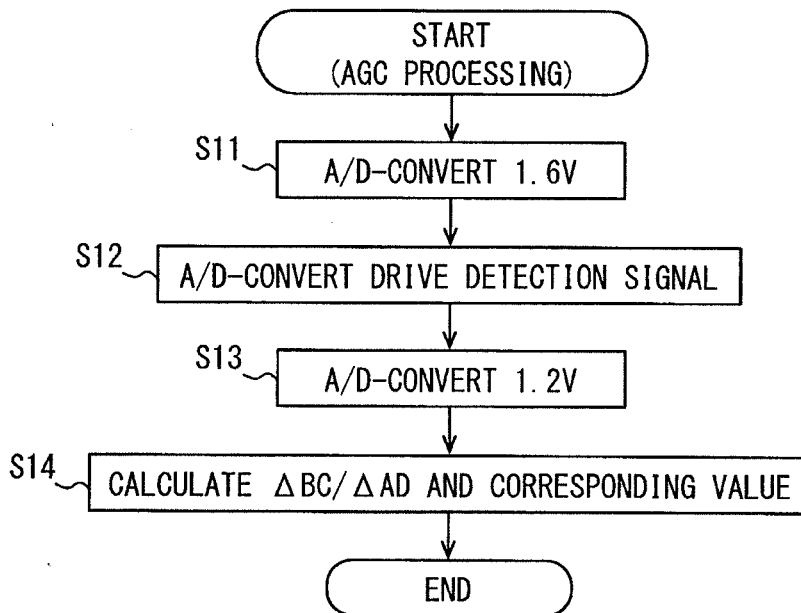 START
(AGC PROCESSING)
S11
A/D-CONVERT 1.6V
S12
A/D-CONVERT DRIVE DETECTION SIGNAL
S13
A/D-CONVERT 1.2V
S14
CALCULATE ΔBC/ΔAD AND CORRESPONDING VALUE
END